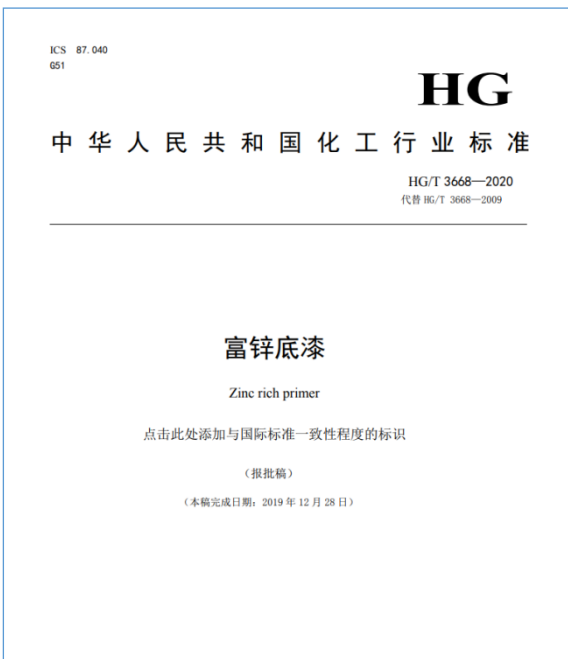 ICS 87.040
G51
HG
中华人民共和国化工行业标准
HG/T 3668—2020
代替 HG/T 3668—2009
富锌底漆
Zinc rich primer
点击此处添加与国际标准一致性程度的标识
（报批稿）
（本稿完成日期：2019 年 12 月 28 日）